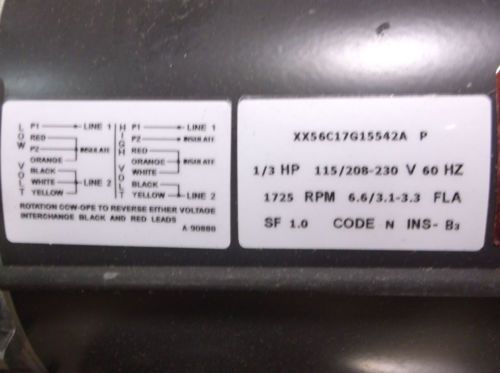 LOW VOLT
P1 LINE 1
RED
P2 INSULATE
ORANGE
BLACK
WHITE LINE 2
YELLOW
HIGH VOLT
P1 LINE 1
P2 INSULATE
RED
ORANGE
WHITE
BLACK
YELLOW LINE 2
ROTATION CCW-OPE TO REVERSE EITHER VOLTAGE
INTERCHANGE BLACK AND RED LEADS
A 90888
XX56C17G15542A P
1/3 HP 115/208-230 V 60 HZ
1725 RPM 6.6/3.1-3.3 FLA
SF 1.0 CODE N INS- B3